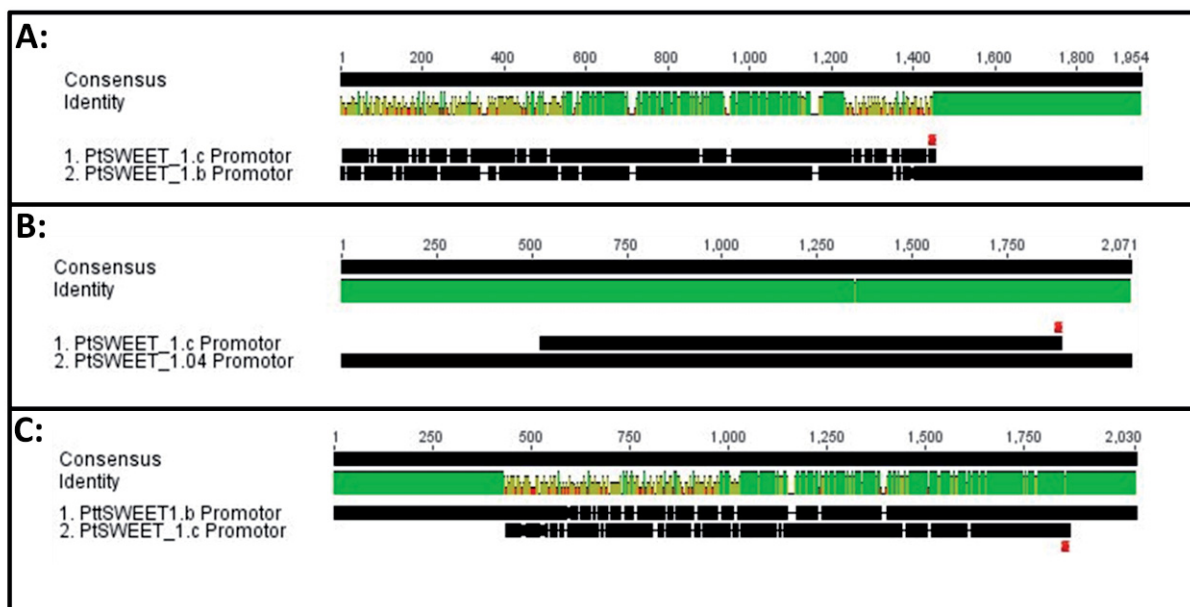 A:
1 200 400 600 800 1,000 1,200 1,400 1,600 1,800 1,954
Consensus
Identity
1. PtSWEET_1.c Promotor
2. PtSWEET_1.b Promotor
B:
1 250 500 750 1,000 1,250 1,500 1,750 2,071
Consensus
Identity
1. PtSWEET_1.c Promotor
2. PtSWEET_1.04 Promotor
C:
1 250 500 750 1,000 1,250 1,500 1,750 2,030
Consensus
Identity
1. PttSWEET1.b Promotor
2. PtSWEET_1.c Promotor